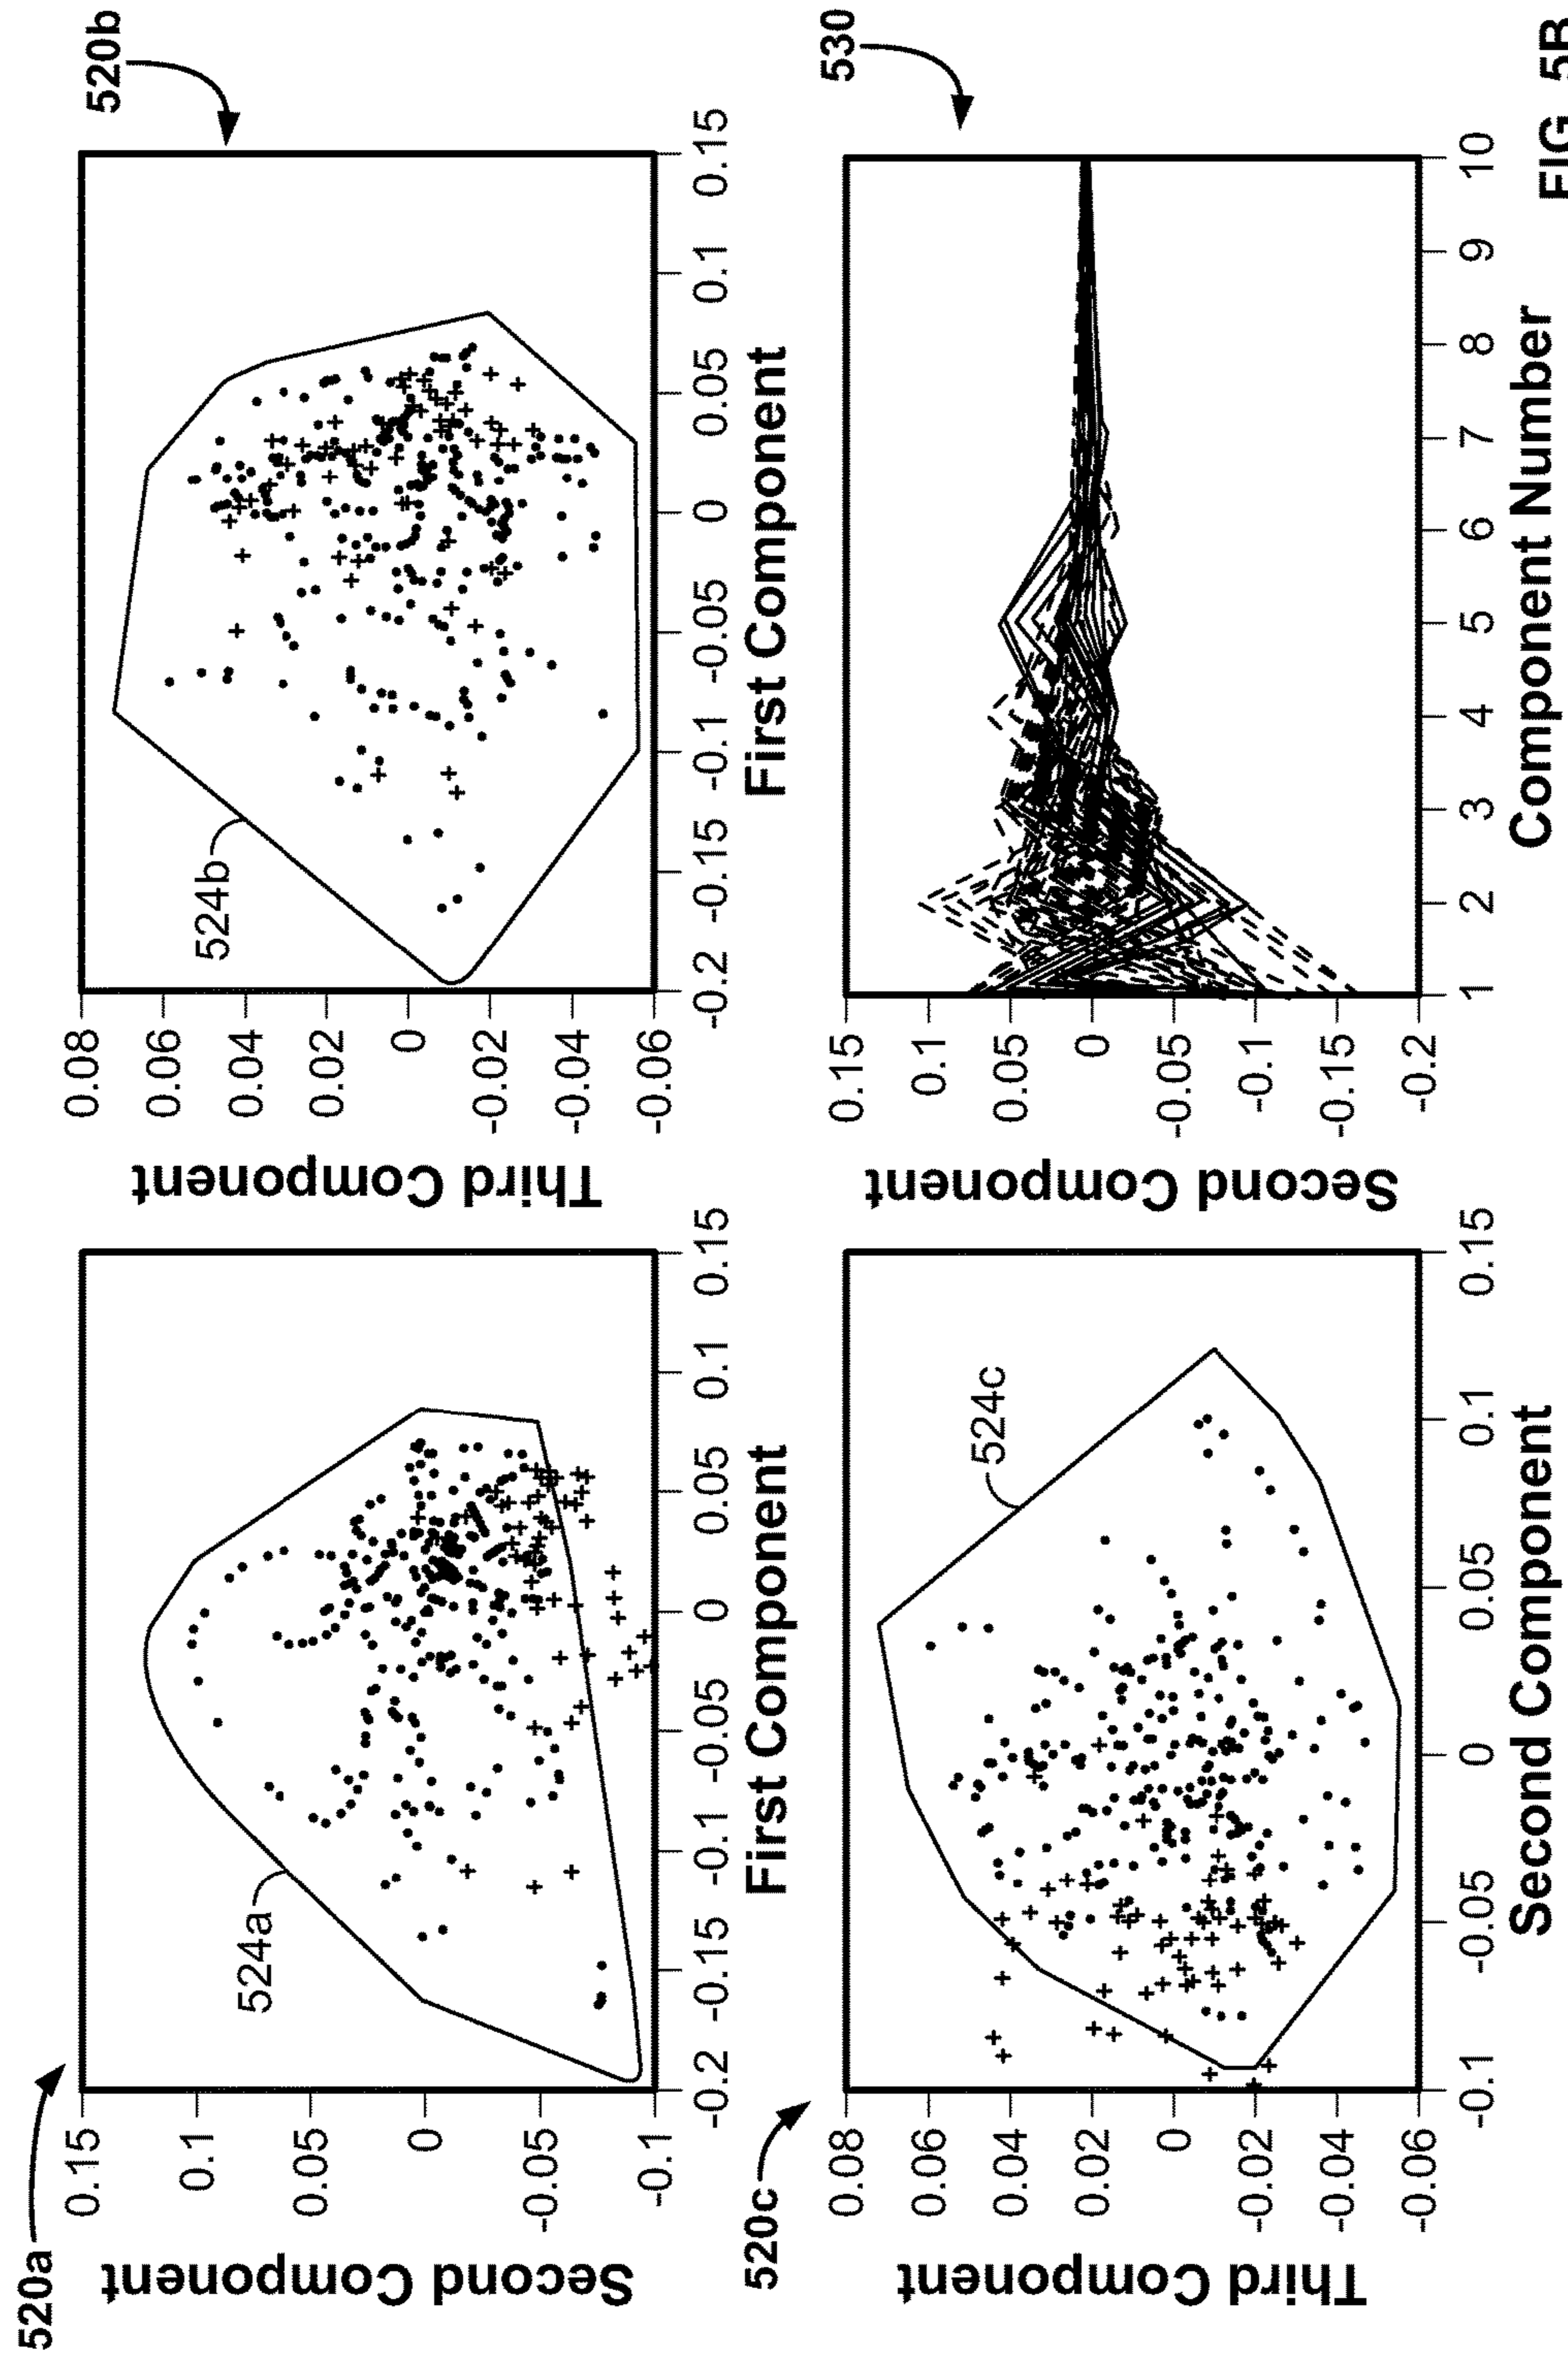 520a
Second Component
0.15
0.1
0.05
0
-0.05
-0.1
524a
-0.2 -0.15 -0.1 -0.05 0 0.05 0.1 0.15
First Component
520b
Third Component
0.08
0.06
0.04
0.02
0
-0.02
-0.04
-0.06
524b
-0.2 -0.15 -0.1 -0.05 0 0.05 0.1 0.15
First Component
520c
Third Component
0.08
0.06
0.04
0.02
0
-0.02
-0.04
-0.06
524c
-0.1 -0.05 0 0.05 0.1 0.15
Second Component
530
Second Component
0.15
0.1
0.05
0
-0.05
-0.1
-0.15
-0.2
1 2 3 4 5 6 7 8 9 10
Component Number
FIG 5B